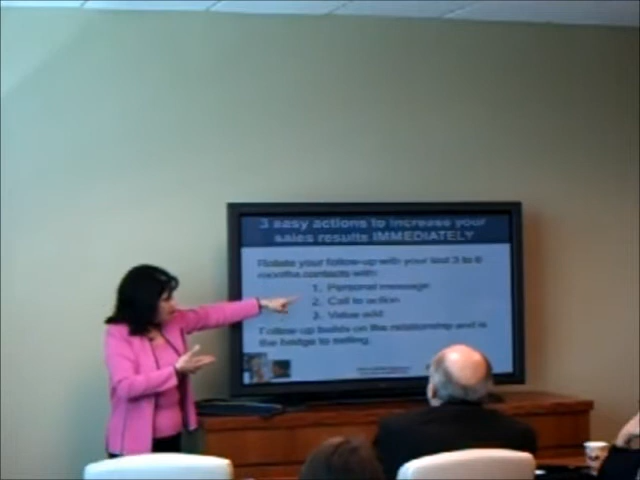 3 easy actions to increase your
sales results IMMEDIATELY
Rotate your follow-up with your last 3 to 6
months contacts with:
1. Personal message
2. Call to action
3. Value add
Follow-up builds on the relationship and is
the bridge to selling.